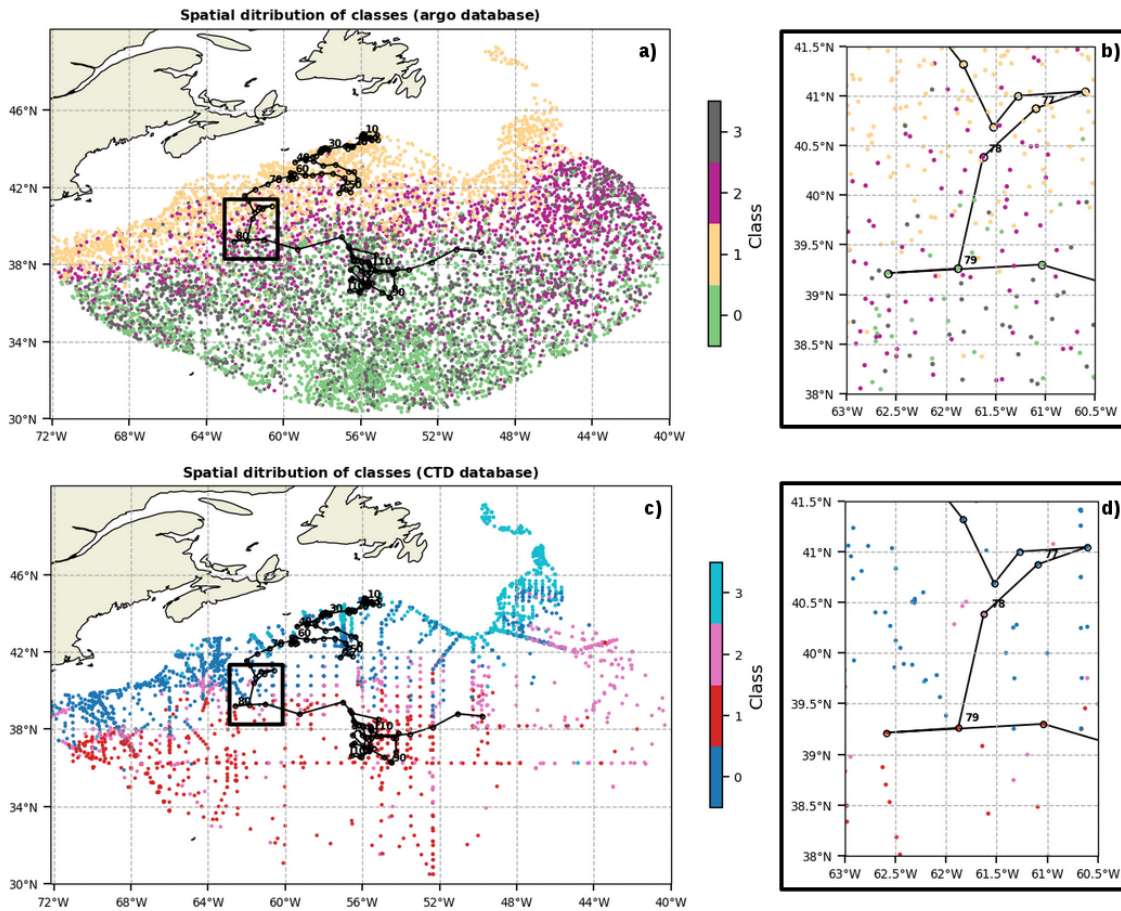 Spatial ditribution of classes (argo database)
a)
46°N
42°N
38°N
34°N
30°N
72°W 68°W 64°W 60°W 56°W 52°W 48°W 44°W 40°W
10
30
60
70
80
110
90
3
2
1
0
Class
b)
41.5°N
41°N
40.5°N
40°N
39.5°N
39°N
38.5°N
38°N
63°W 62.5°W 62°W 61.5°W 61°W 60.5°W
77
78
79
Spatial ditribution of classes (CTD database)
c)
46°N
42°N
38°N
34°N
30°N
72°W 68°W 64°W 60°W 56°W 52°W 48°W 44°W 40°W
10
30
60
80
110
90
3
2
1
0
Class
d)
41.5°N
41°N
40.5°N
40°N
39.5°N
39°N
38.5°N
38°N
63°W 62.5°W 62°W 61.5°W 61°W 60.5°W
77
78
79